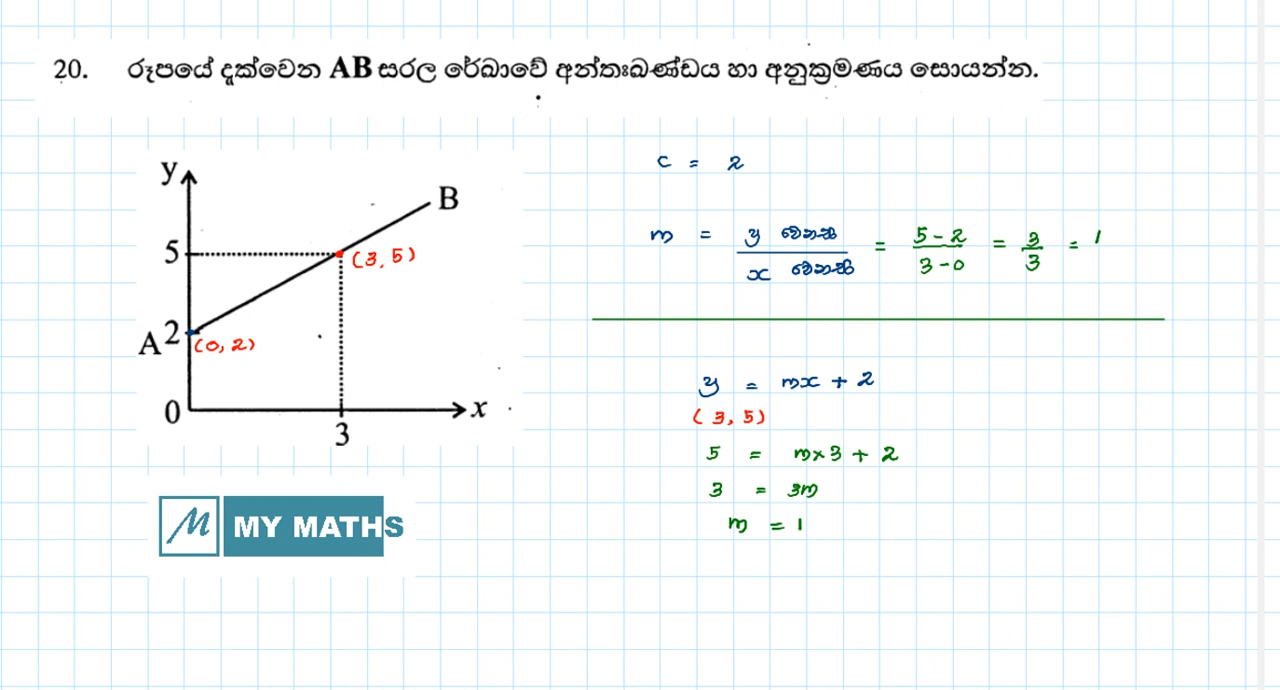 20. රූපයේ දැක්වෙන AB සරල රේඛාවේ අන්තඃඛණ්ඩය හා අනුක්‍රමණය සොයන්න.
y
B
5
(3, 5)
A 2
(0, 2)
0
x
3
c = 2
m = y වෙනස / x වෙනස = 5 - 2 / 3 - 0 = 3 / 3 = 1
y = mx + 2
(3, 5)
5 = m×3 + 2
3 = 3m
m = 1
M MY MATHS